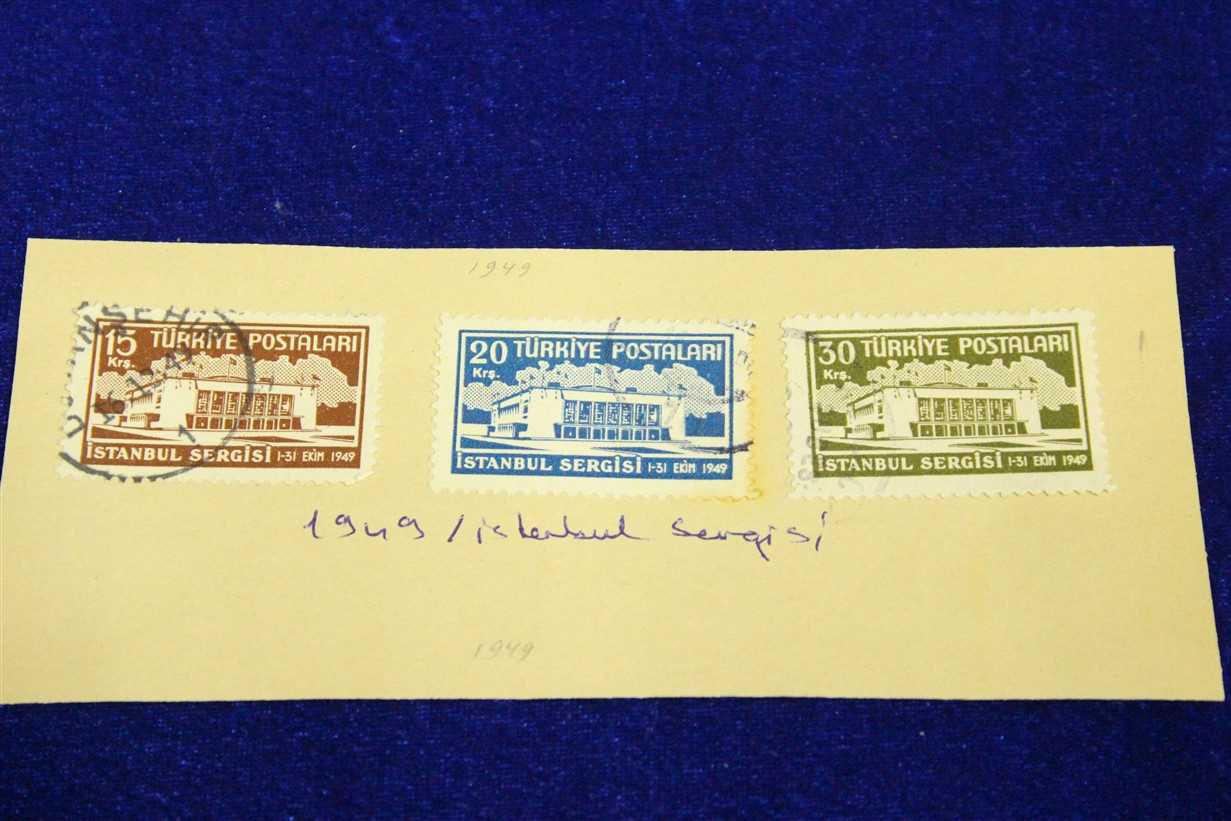 1949
15 TÜRKİYE POSTALARI
Krş.
İSTANBUL SERGİSİ 1-31 EKİM 1949
20 TÜRKİYE POSTALARI
Krş.
İSTANBUL SERGİSİ 1-31 EKİM 1949
30 TÜRKİYE POSTALARI
Krş.
İSTANBUL SERGİSİ 1-31 EKİM 1949
1949 / istanbul sergisi
1949